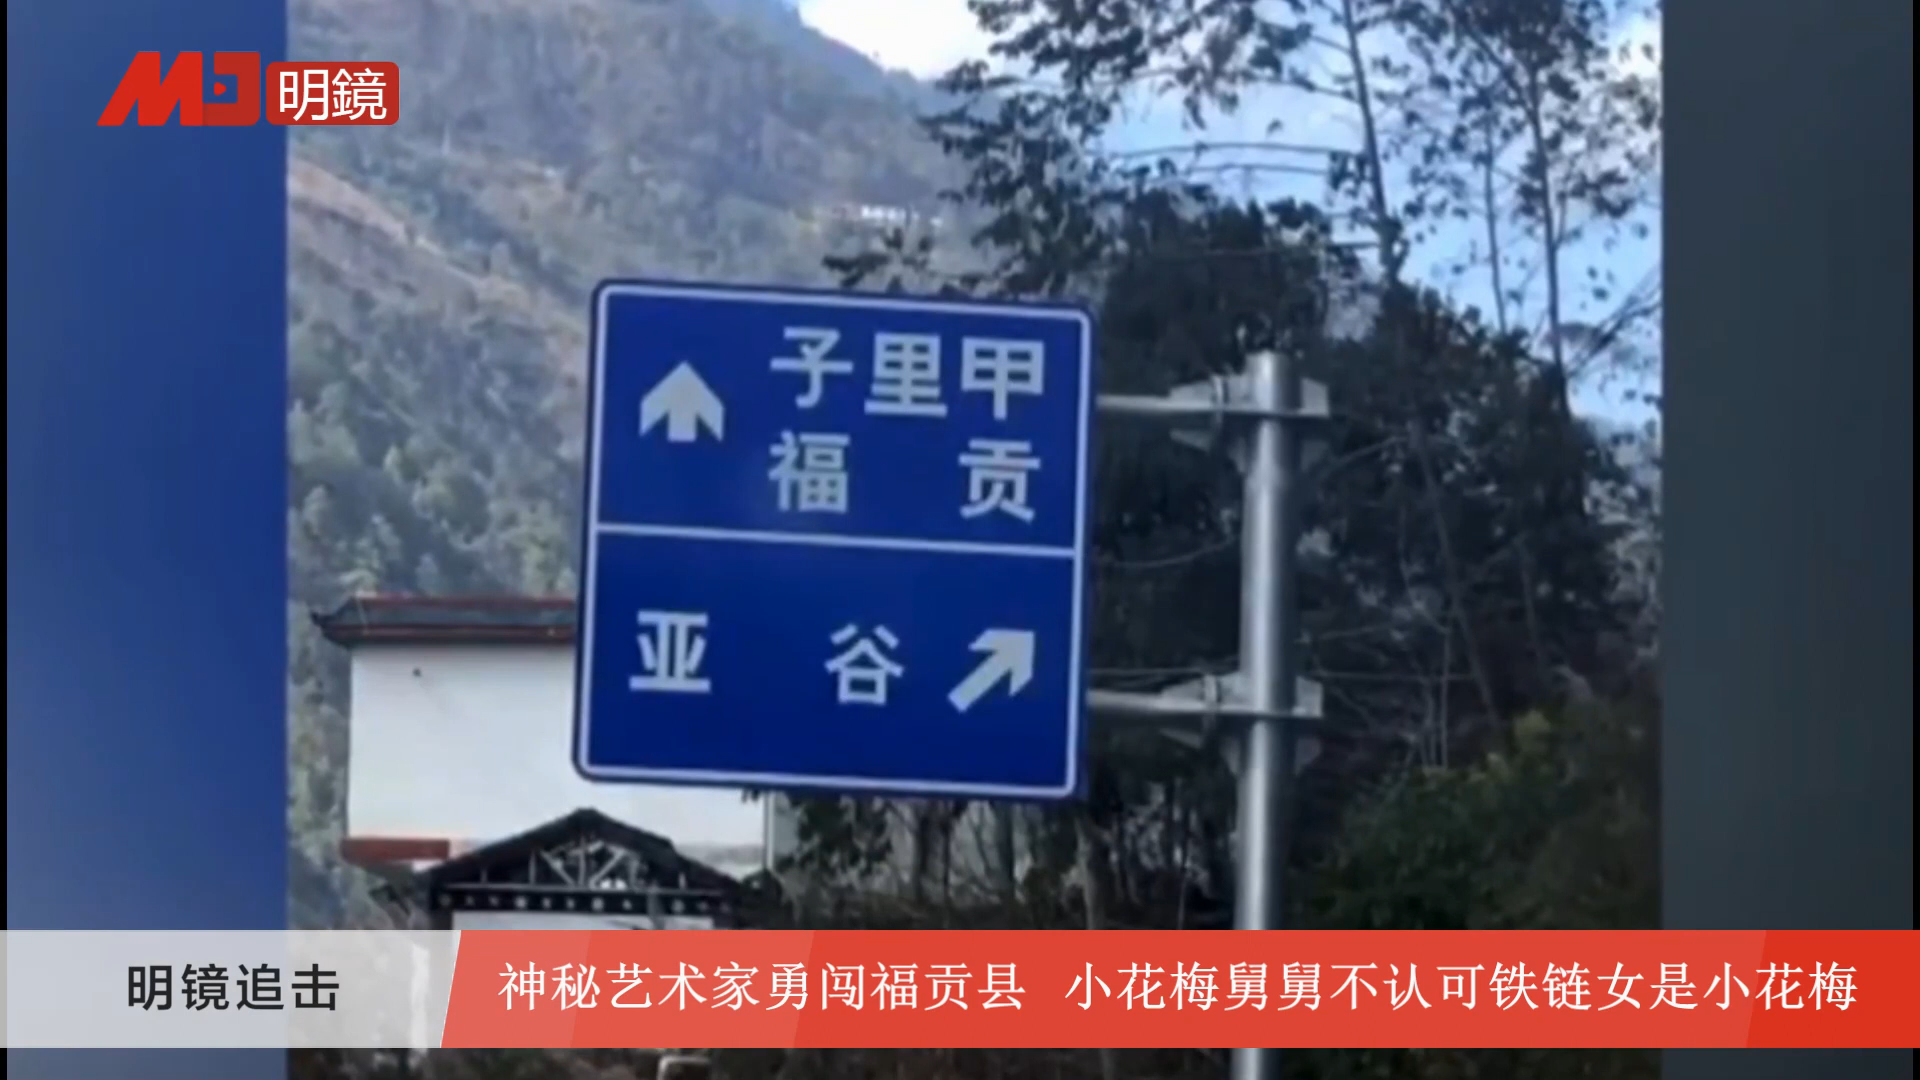 MJ 明鏡
子里甲
福 贡
亚 谷
明镜追击
神秘艺术家勇闯福贡县 小花梅舅舅不认可铁链女是小花梅